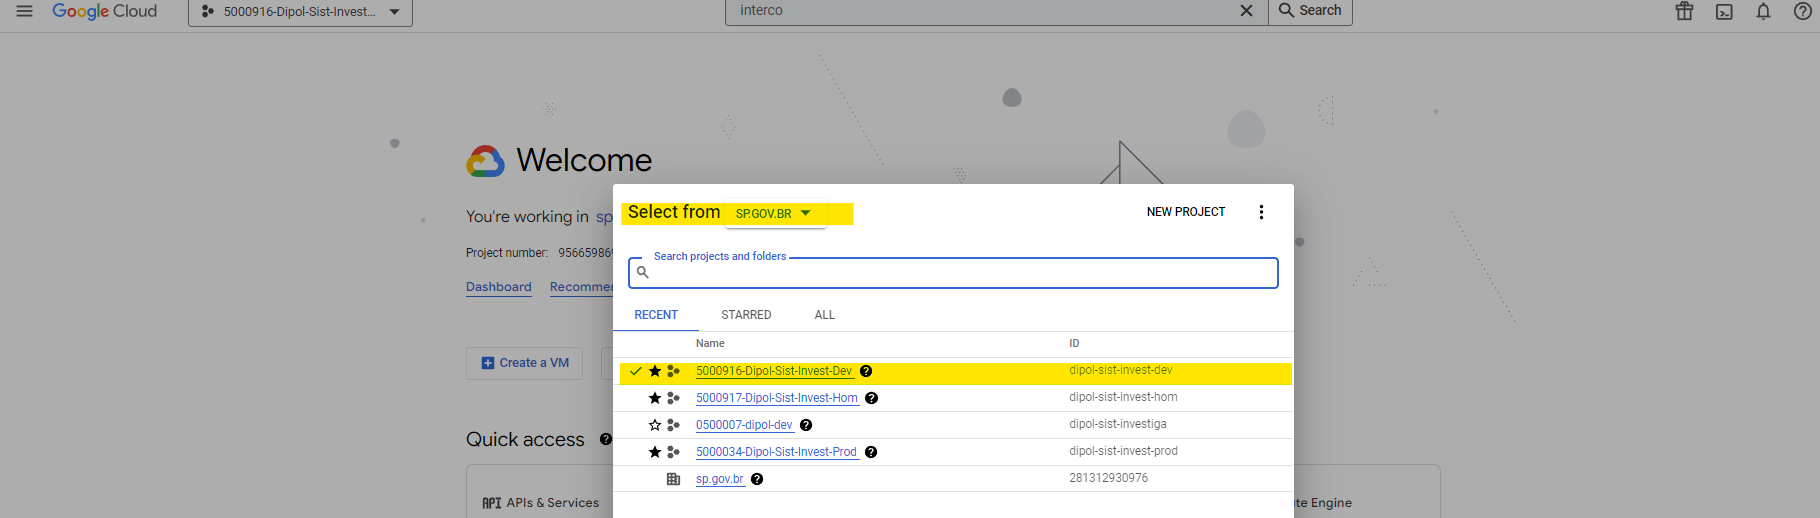 Google Cloud
5000916-Dipol-Sist-Invest...
interco
Search
Welcome
You're working in sp
Project number: 95665986
Dashboard Recommer
Create a VM
Quick access
API APIs & Services
te Engine
Select from SP.GOV.BR
NEW PROJECT
Search projects and folders
RECENT STARRED ALL
Name ID
5000916-Dipol-Sist-Invest-Dev dipol-sist-invest-dev
5000917-Dipol-Sist-Invest-Hom dipol-sist-invest-hom
0500007-dipol-dev dipol-sist-investiga
5000034-Dipol-Sist-Invest-Prod dipol-sist-invest-prod
sp.gov.br 281312930976